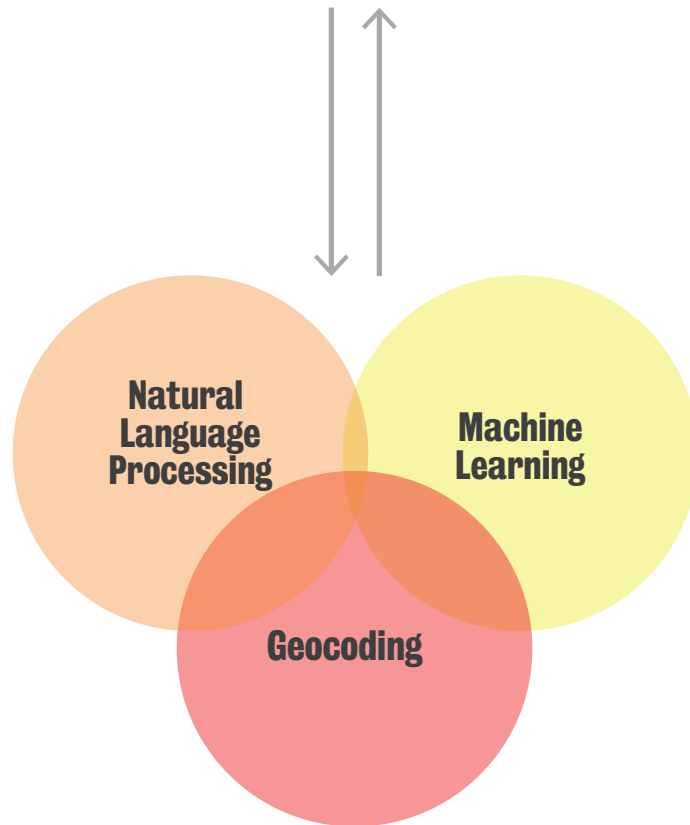 Natural
Language
Processing
Machine
Learning
Geocoding